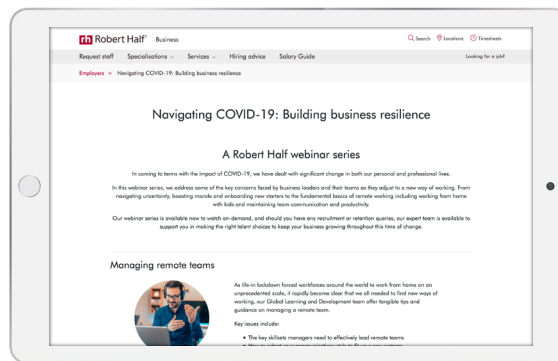 rh Robert Half Business
Search Locations Timesheets
Request staff Specialisations Services Hiring advice Salary Guide Looking for a job?
Employers > Navigating COVID-19: Building business resilience
Navigating COVID-19: Building business resilience
A Robert Half webinar series
In coming to terms with the impact of COVID-19, we have dealt with significant change in both our personal and professional lives.
In this webinar series, we address some of the key concerns faced by business leaders and their teams as they adjust to a new way of working. From
navigating uncertainty, boosting morale and onboarding new starters to the fundamental basics of remote working including working from home
with kids and maintaining team communication and productivity.
Our webinar series is available now to watch on-demand, and should you have any recruitment or retention queries, our expert team is available to
support you in making the right talent choices to keep your business growing throughout this time of change.
Managing remote teams
As life-in lockdown forced workforces around the world to work from home on an
unprecedented scale, it rapidly became clear that we all needed to find new ways of
working, our Global Learning and Development team offer tangible tips and
guidance on managing a remote team.
Key issues include:
• The key skillsets managers need to effectively lead remote teams